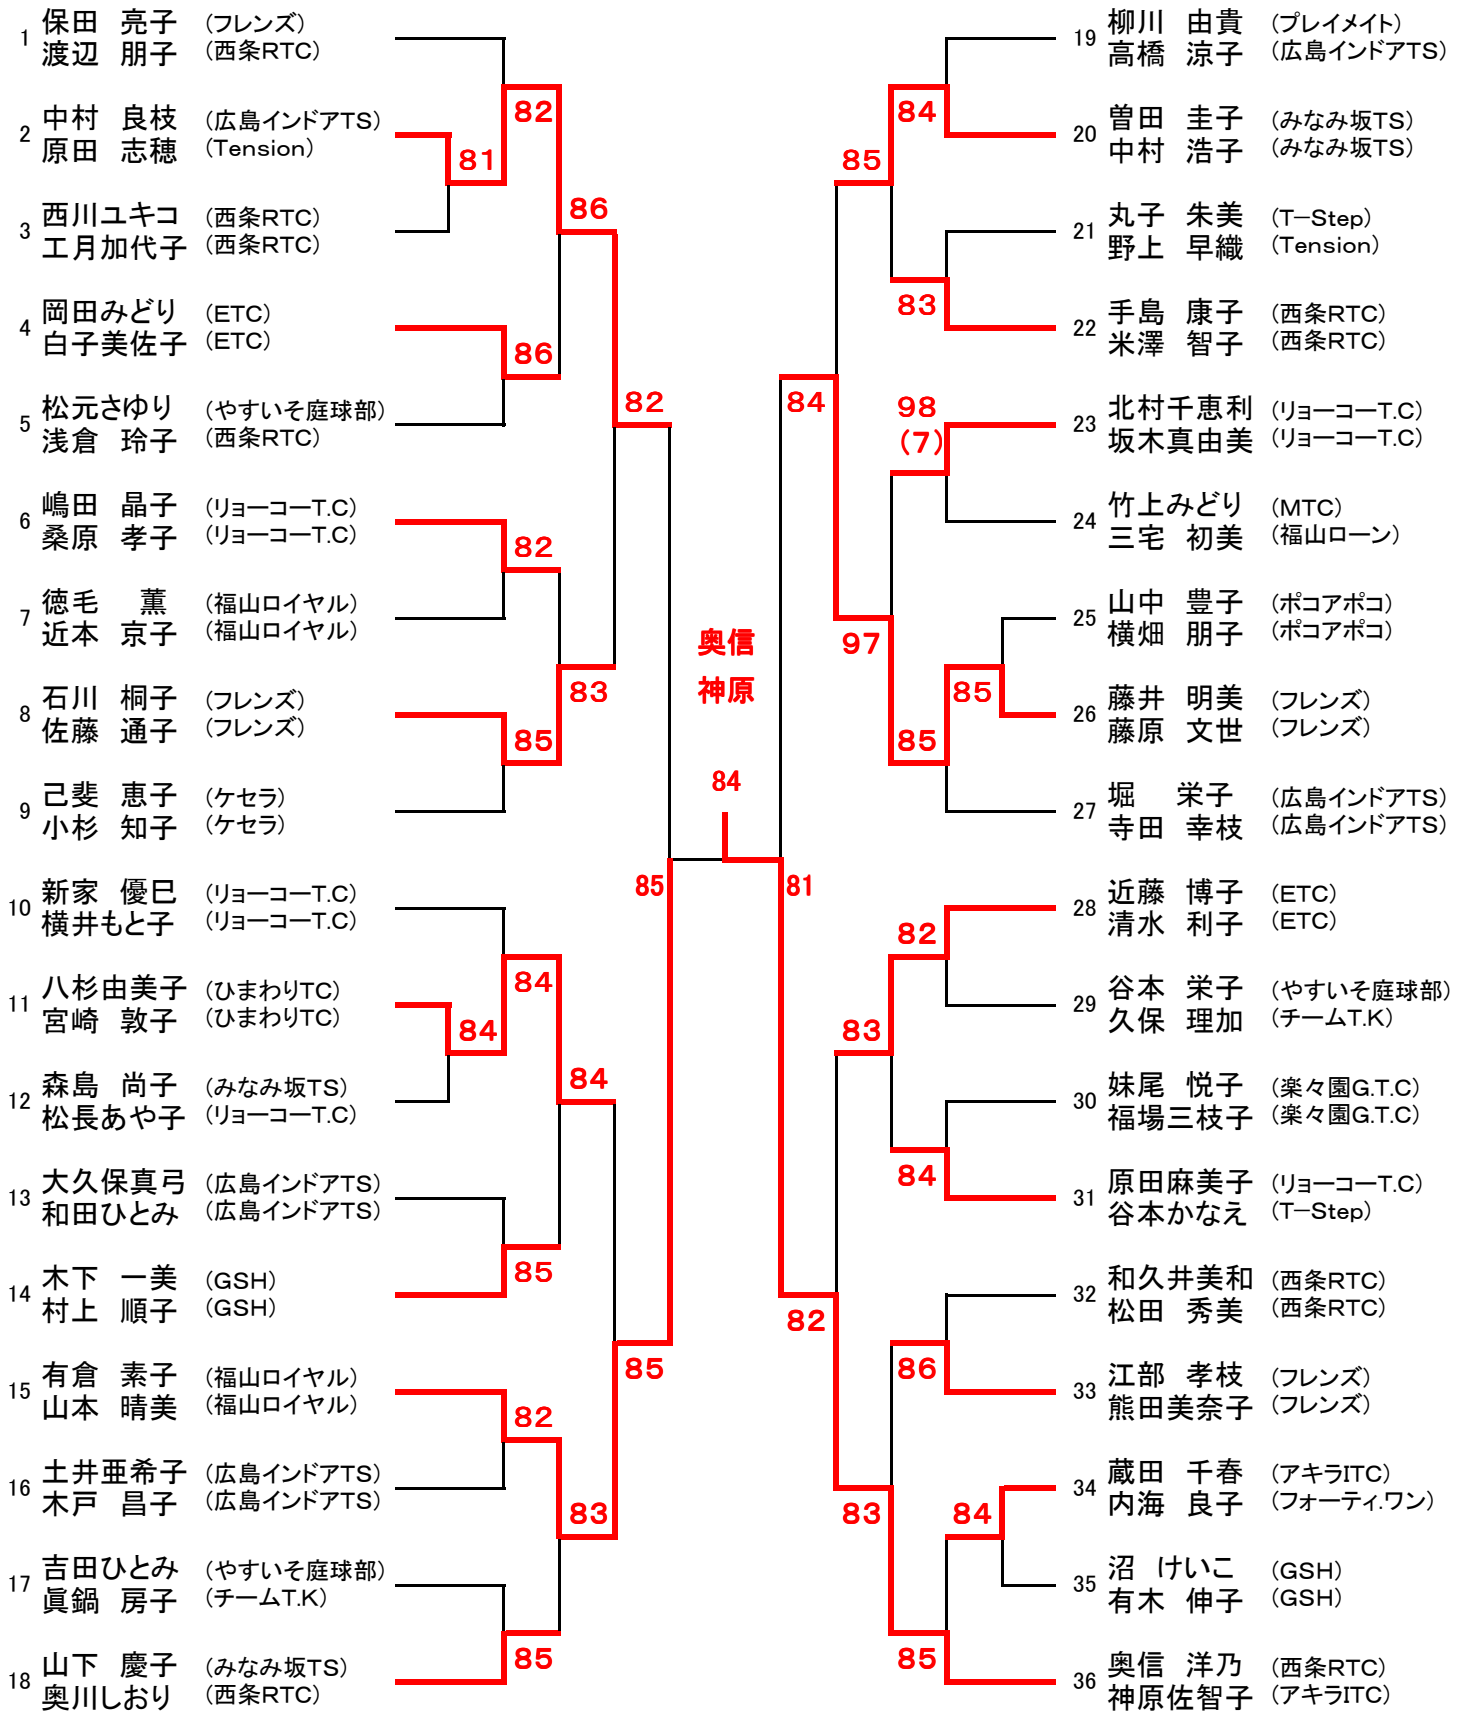 1 保田 亮子 (フレンズ)
渡辺 朋子 (西条RTC)
2 中村 良枝 (広島インドアTS)
原田 志穂 (Tension)
3 西川ユキコ (西条RTC)
工月加代子 (西条RTC)
4 岡田みどり (ETC)
白子美佐子 (ETC)
5 松元さゆり (やすいそ庭球部)
浅倉 玲子 (西条RTC)
6 嶋田 晶子 (リョーコーT.C)
桑原 孝子 (リョーコーT.C)
7 徳毛 薫 (福山ロイヤル)
近本 京子 (福山ロイヤル)
8 石川 桐子 (フレンズ)
佐藤 通子 (フレンズ)
9 己斐 恵子 (ケセラ)
小杉 知子 (ケセラ)
10 新家 優巳 (リョーコーT.C)
横井もと子 (リョーコーT.C)
11 八杉由美子 (ひまわりTC)
宮崎 敦子 (ひまわりTC)
12 森島 尚子 (みなみ坂TS)
松長あや子 (リョーコーT.C)
13 大久保真弓 (広島インドアTS)
和田ひとみ (広島インドアTS)
14 木下 一美 (GSH)
村上 順子 (GSH)
15 有倉 素子 (福山ロイヤル)
山本 晴美 (福山ロイヤル)
16 土井亜希子 (広島インドアTS)
木戸 昌子 (広島インドアTS)
17 吉田ひとみ (やすいそ庭球部)
眞鍋 房子 (チームT.K)
18 山下 慶子 (みなみ坂TS)
奥川しおり (西条RTC)
81
84
82
86
82
85
84
85
82
85
86
83
84
83
82
85
85
奥信
神原
84
81
84
82
85
97
83
83
84
83
98
(7)
85
82
84
86
85
85
84
19 柳川 由貴 (プレイメイト)
高橋 涼子 (広島インドアTS)
20 曽田 圭子 (みなみ坂TS)
中村 浩子 (みなみ坂TS)
21 丸子 朱美 (T-Step)
野上 早織 (Tension)
22 手島 康子 (西条RTC)
米澤 智子 (西条RTC)
23 北村千恵利 (リョーコーT.C)
坂木真由美 (リョーコーT.C)
24 竹上みどり (MTC)
三宅 初美 (福山ローン)
25 山中 豊子 (ポコアポコ)
横畑 朋子 (ポコアポコ)
26 藤井 明美 (フレンズ)
藤原 文世 (フレンズ)
27 堀 栄子 (広島インドアTS)
寺田 幸枝 (広島インドアTS)
28 近藤 博子 (ETC)
清水 利子 (ETC)
29 谷本 栄子 (やすいそ庭球部)
久保 理加 (チームT.K)
30 妹尾 悦子 (楽々園G.T.C)
福場三枝子 (楽々園G.T.C)
31 原田麻美子 (リョーコーT.C)
谷本かなえ (T-Step)
32 和久井美和 (西条RTC)
松田 秀美 (西条RTC)
33 江部 孝枝 (フレンズ)
熊田美奈子 (フレンズ)
34 蔵田 千春 (アキラITC)
内海 良子 (フォーティ.ワン)
35 沼 けいこ (GSH)
有木 伸子 (GSH)
36 奥信 洋乃 (西条RTC)
神原佐智子 (アキラITC)